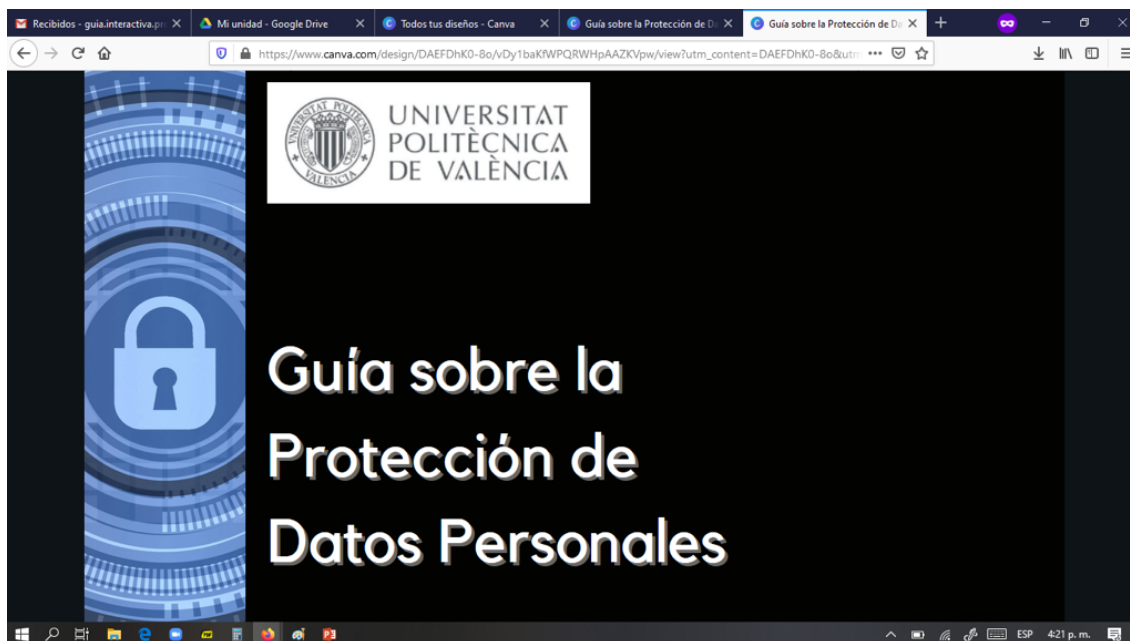 Recibidos - guia.interactiva.pr
Mi unidad - Google Drive
Todos tus diseños - Canva
Guía sobre la Protección de Da
Guía sobre la Protección de Da
https://www.canva.com/design/DAEFDhK0-8o/vDy1baKfWPQRWHpAAZKVpw/view?utm_content=DAEFDhK0-8o&utm
UNIVERSITAT
POLITÈCNICA
DE VALÈNCIA
Guía sobre la
Protección de
Datos Personales
ESP 4:21 p. m.